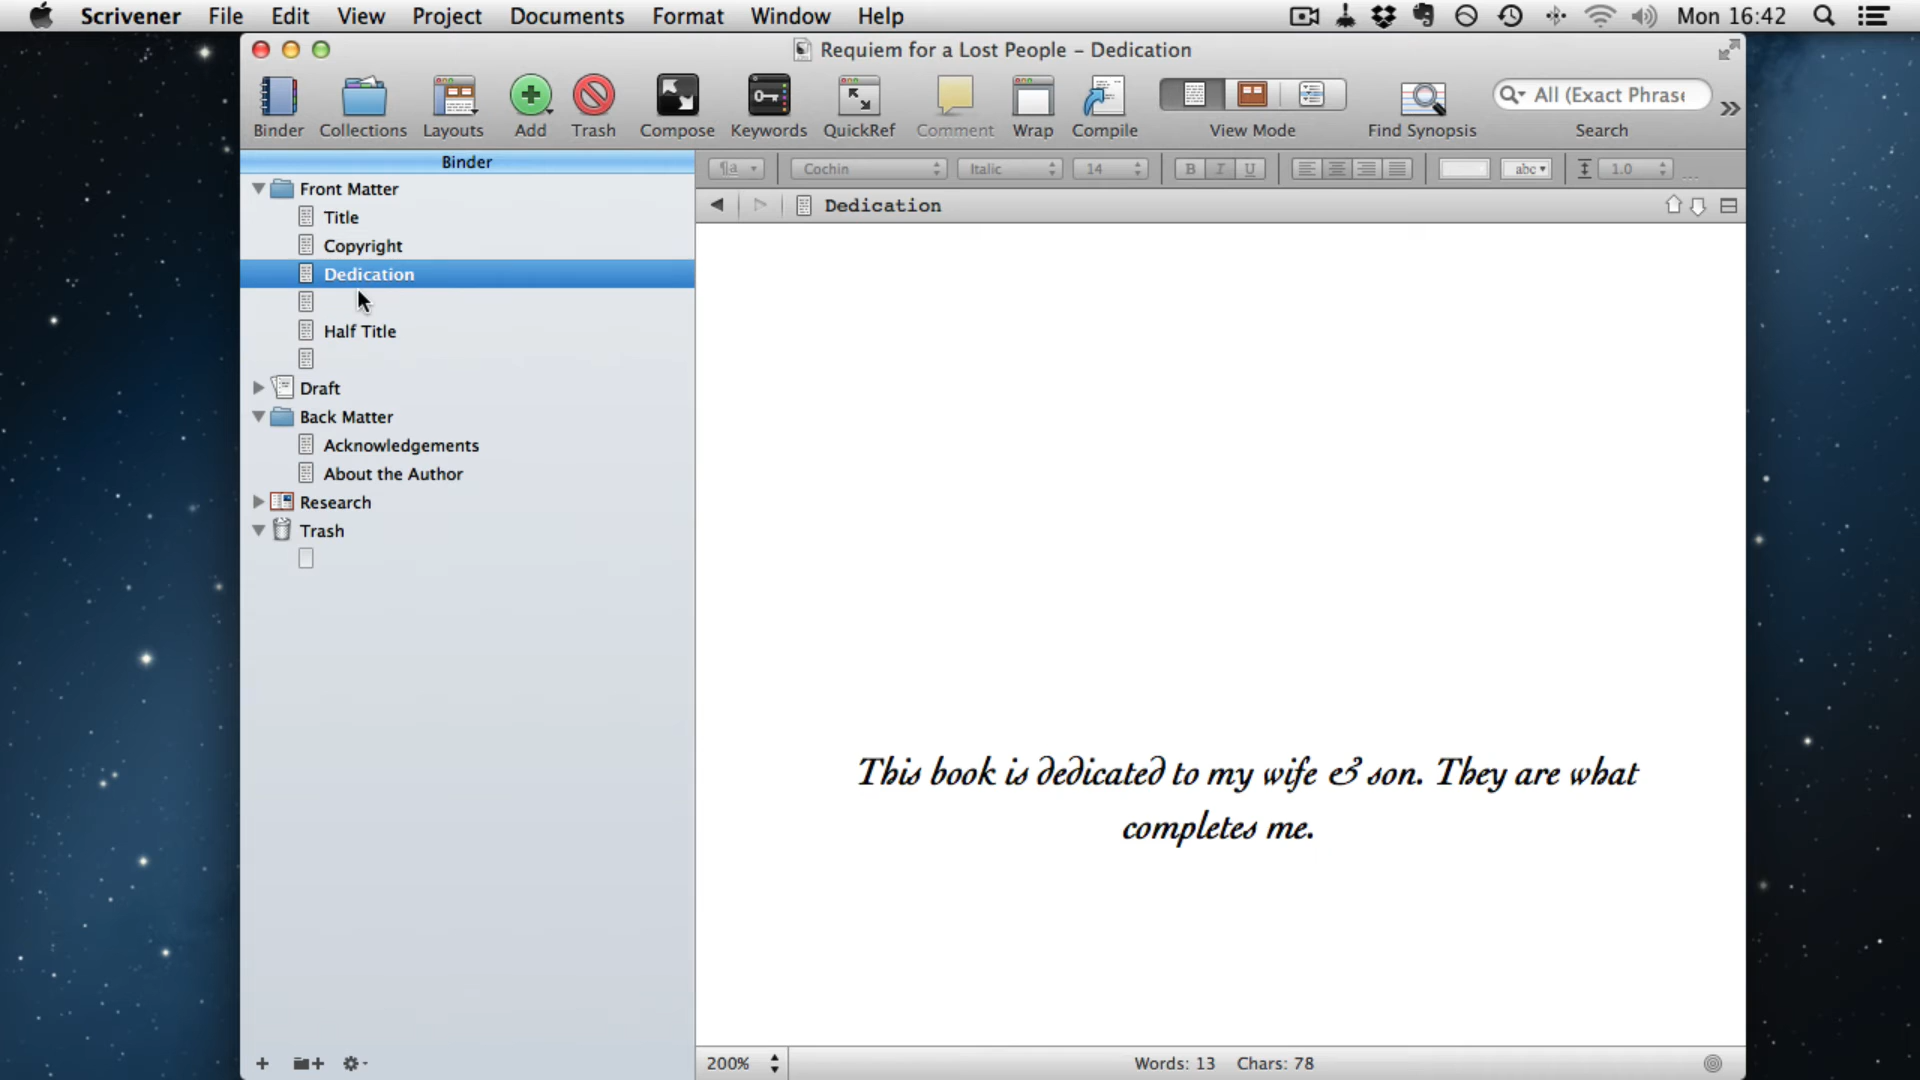 Scrivener File Edit View Project Documents Format Window Help Mon 16:42
Requiem for a Lost People – Dedication
Binder Collections Layouts Add Trash Compose Keywords QuickRef Comment Wrap Compile View Mode Find Synopsis Search
All (Exact Phrase
Binder
Cochin Italic 14 B I U abc 1.0 ...
Front Matter
Title
Copyright
Dedication
Half Title
Draft
Back Matter
Acknowledgements
About the Author
Research
Trash
Dedication
This book is dedicated to my wife & son. They are what
completes me.
200% Words: 13 Chars: 78